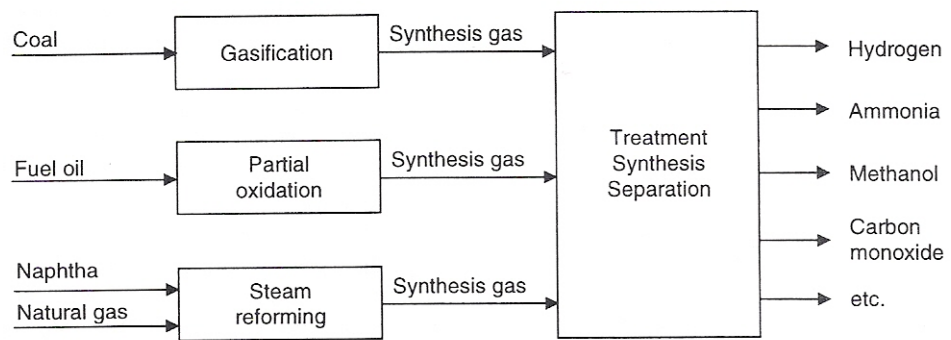 Coal
Gasification
Synthesis gas
Fuel oil
Partial
oxidation
Synthesis gas
Naphtha
Natural gas
Steam
reforming
Synthesis gas
Treatment
Synthesis
Separation
Hydrogen
Ammonia
Methanol
Carbon
monoxide
etc.